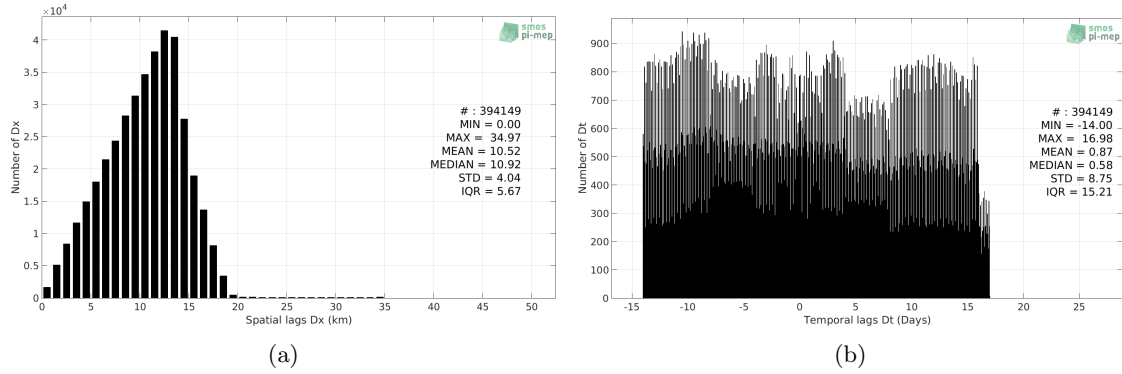 ×10⁴
4
3.5
3
2.5
2
1.5
1
0.5
0
Number of Dx
0
5
10
15
20
25
30
35
40
45
50
Spatial lags Dx (km)
smos
pi-mep
# : 394149
MIN = 0.00
MAX = 34.97
MEAN = 10.52
MEDIAN = 10.92
STD = 4.04
IQR = 5.67
(a)
900
800
700
600
500
400
300
200
100
0
Number of Dt
-15
-10
-5
0
5
10
15
20
25
Temporal lags Dt (Days)
smos
pi-mep
# : 394149
MIN = -14.00
MAX = 16.98
MEAN = 0.87
MEDIAN = 0.58
STD = 8.75
IQR = 15.21
(b)